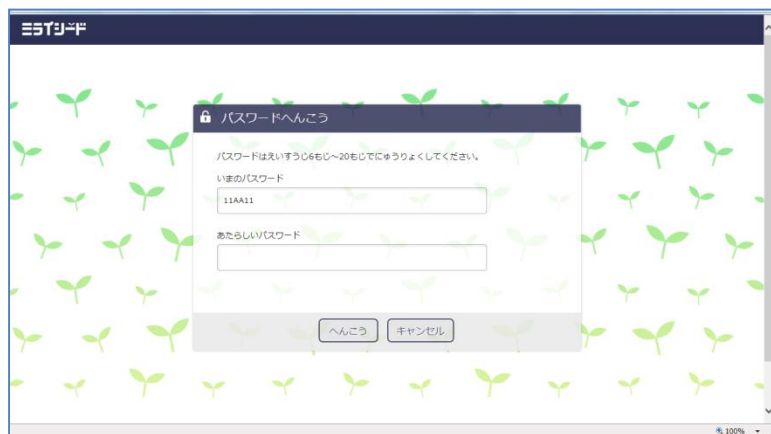 ミライシード
パスワードへんこう
パスワードはえいすうじ6もじ～20もじでにゅうりょくしてください。
いまのパスワード
11AA11
あたらしいパスワード
へんこう
キャンセル
100%